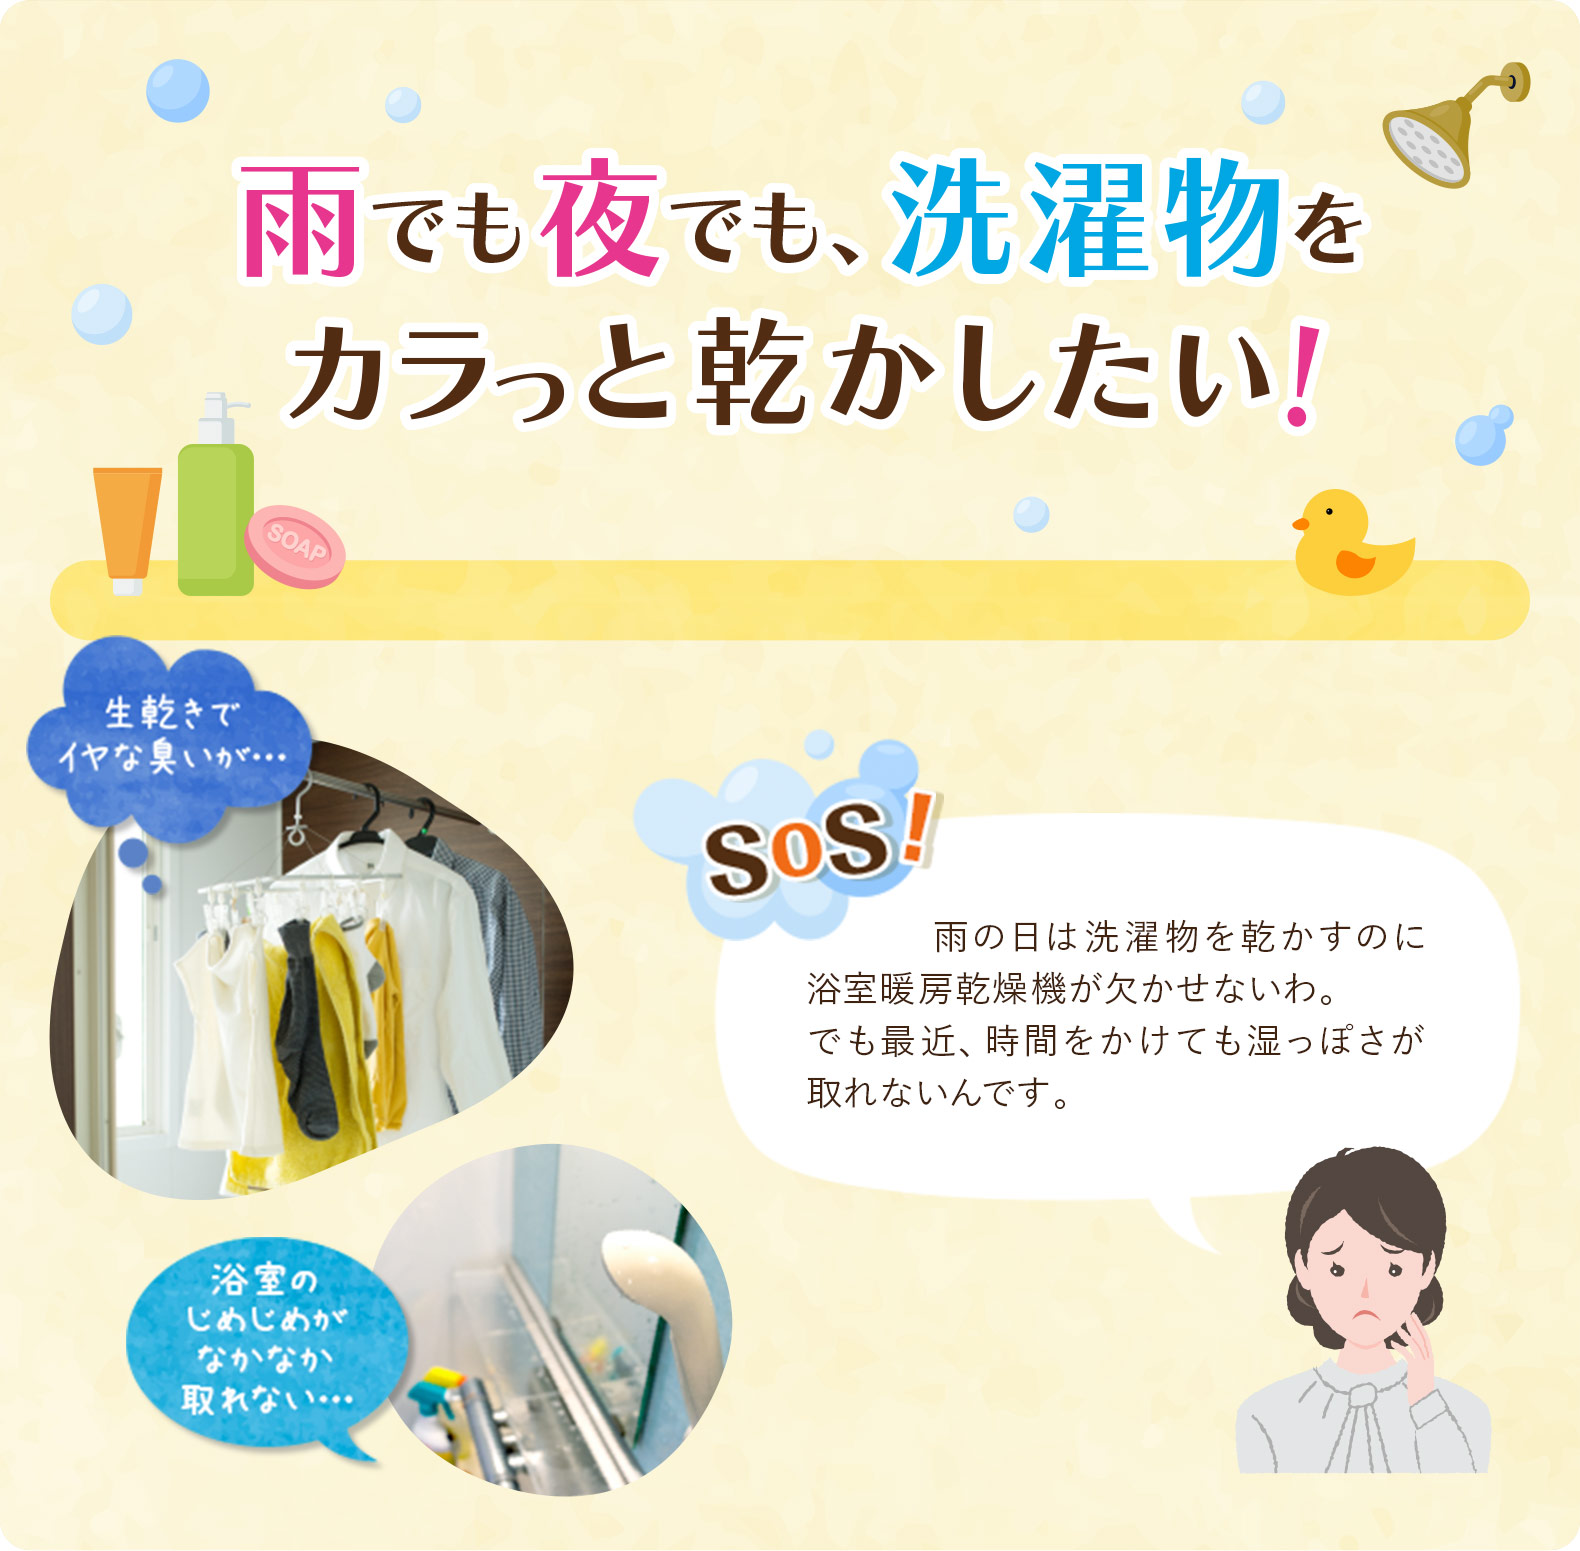 雨でも夜でも、洗濯物を
カラっと乾かしたい!
SOAP
生乾きで
イヤな臭いが…
SOS!
雨の日は洗濯物を乾かすのに
浴室暖房乾燥機が欠かせないわ。
でも最近、時間をかけても湿っぽさが
取れないんです。
浴室の
じめじめが
なかなか
取れない…